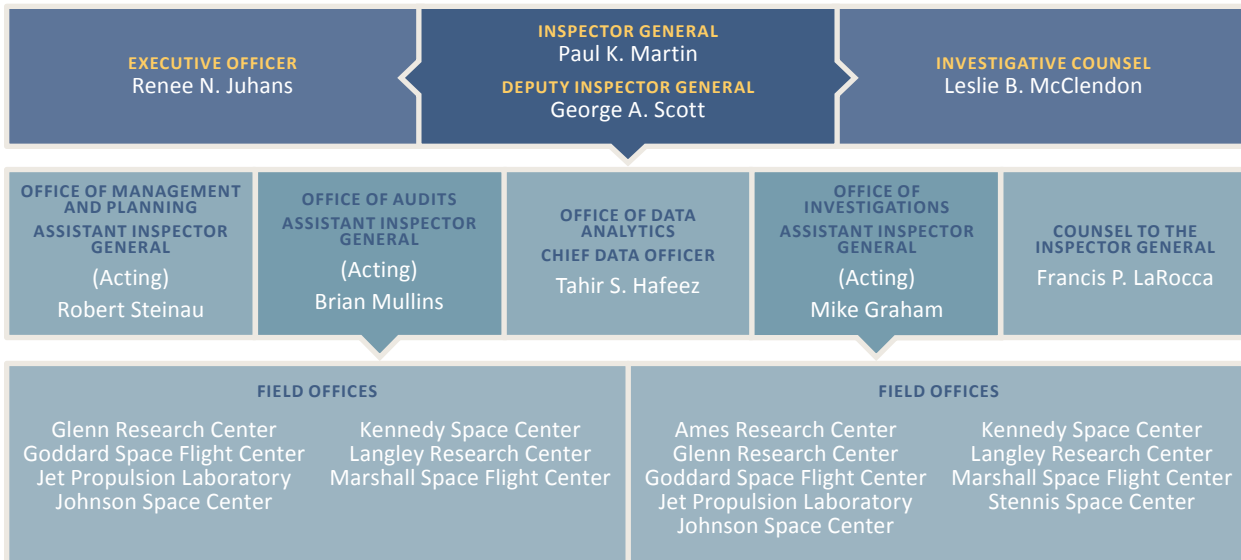 EXECUTIVE OFFICER
Renee N. Juhans
INSPECTOR GENERAL
Paul K. Martin
DEPUTY INSPECTOR GENERAL
George A. Scott
INVESTIGATIVE COUNSEL
Leslie B. McClendon
OFFICE OF MANAGEMENT
AND PLANNING
ASSISTANT INSPECTOR
GENERAL
(Acting)
Robert Steinau
OFFICE OF AUDITS
ASSISTANT INSPECTOR
GENERAL
(Acting)
Brian Mullins
OFFICE OF DATA
ANALYTICS
CHIEF DATA OFFICER
Tahir S. Hafeez
OFFICE OF
INVESTIGATIONS
ASSISTANT INSPECTOR
GENERAL
(Acting)
Mike Graham
COUNSEL TO THE
INSPECTOR GENERAL
Francis P. LaRocca
FIELD OFFICES
Glenn Research Center
Goddard Space Flight Center
Jet Propulsion Laboratory
Johnson Space Center
Kennedy Space Center
Langley Research Center
Marshall Space Flight Center
FIELD OFFICES
Ames Research Center
Glenn Research Center
Goddard Space Flight Center
Jet Propulsion Laboratory
Johnson Space Center
Kennedy Space Center
Langley Research Center
Marshall Space Flight Center
Stennis Space Center